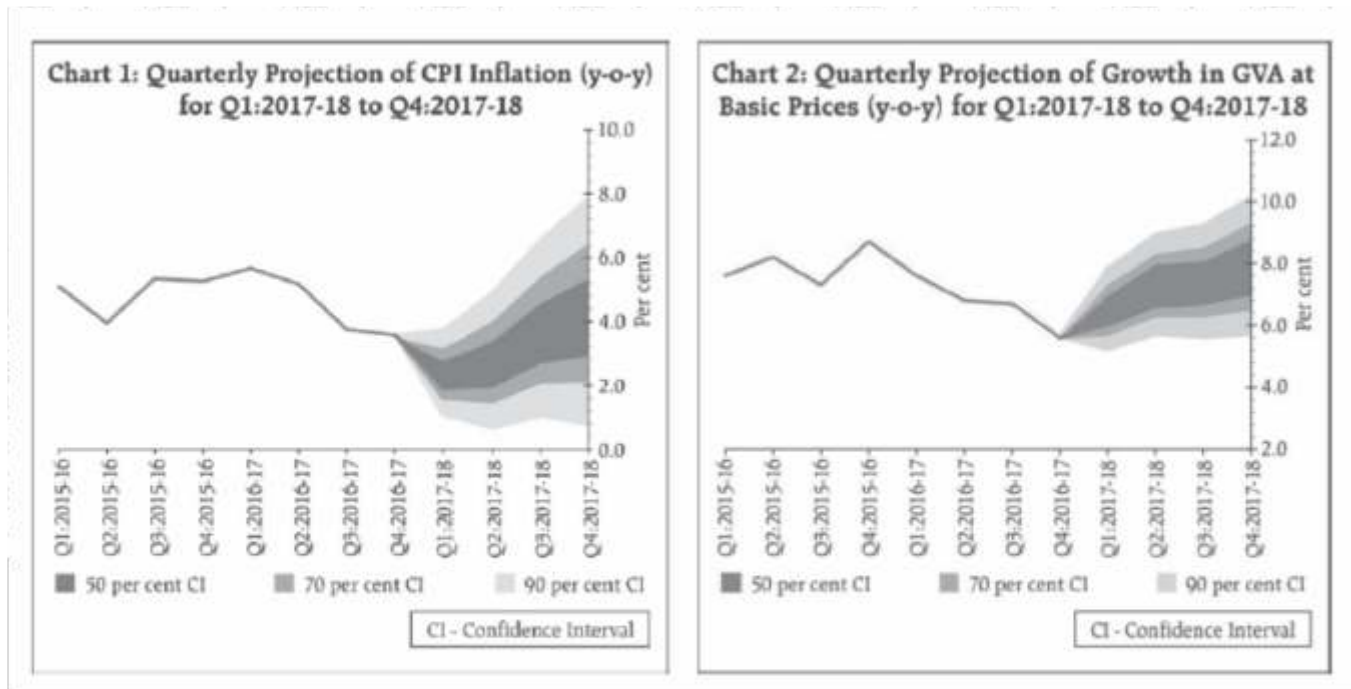 Chart 1: Quarterly Projection of CPI Inflation (y-o-y)
for Q1:2017-18 to Q4:2017-18
10.0
8.0
6.0
4.0
2.0
0.0
Per cent
Q1:2015-16
Q2:2015-16
Q3:2015-16
Q4:2015-16
Q1:2016-17
Q2:2016-17
Q3:2016-17
Q4:2016-17
Q1:2017-18
Q2:2017-18
Q3:2017-18
Q4:2017-18
50 per cent CI 70 per cent CI 90 per cent CI
CI - Confidence Interval
Chart 2: Quarterly Projection of Growth in GVA at
Basic Prices (y-o-y) for Q1:2017-18 to Q4:2017-18
12.0
10.0
8.0
6.0
4.0
2.0
Per cent
Q1:2015-16
Q2:2015-16
Q3:2015-16
Q4:2015-16
Q1:2016-17
Q2:2016-17
Q3:2016-17
Q4:2016-17
Q1:2017-18
Q2:2017-18
Q3:2017-18
Q4:2017-18
50 per cent CI 70 per cent CI 90 per cent CI
CI - Confidence Interval